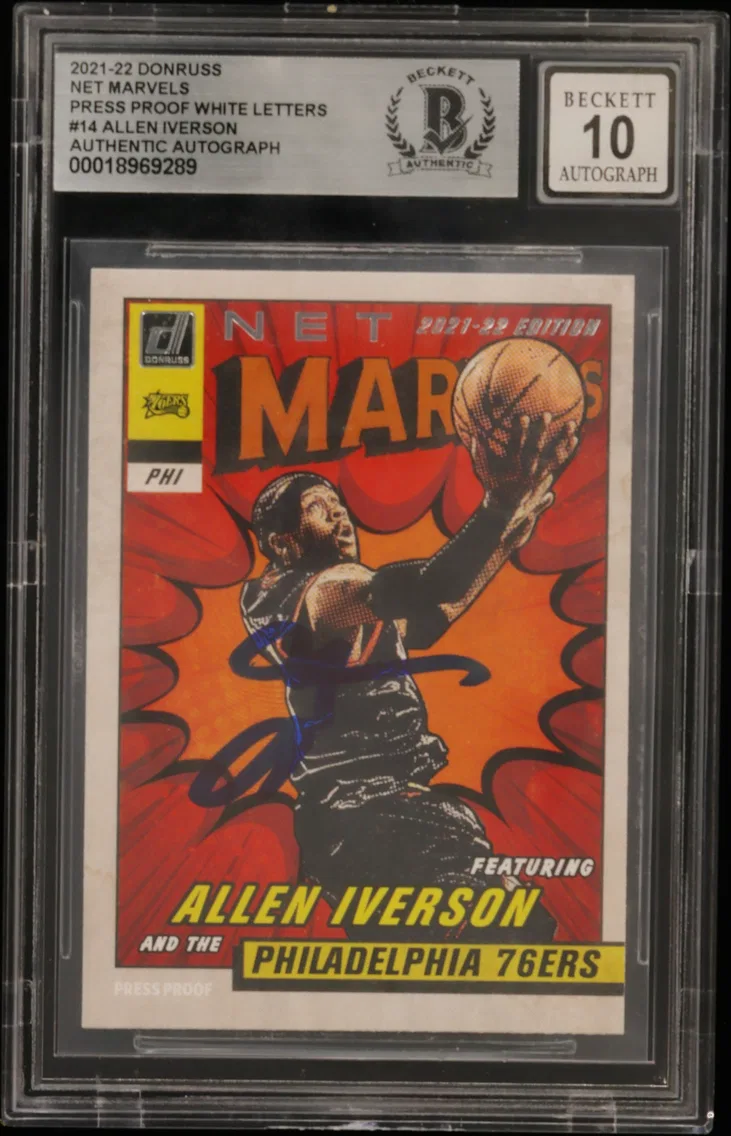 2021-22 DONRUSS
NET MARVELS
PRESS PROOF WHITE LETTERS
#14 ALLEN IVERSON
AUTHENTIC AUTOGRAPH
00018969289
BECKETT
B
AUTHENTIC
BECKETT
10
AUTOGRAPH
NET 2021-22 EDITION
d
DONRUSS
MAR S
76ERS
PHI
FEATURING
ALLEN IVERSON
AND THE
PHILADELPHIA 76ERS
PRESS PROOF